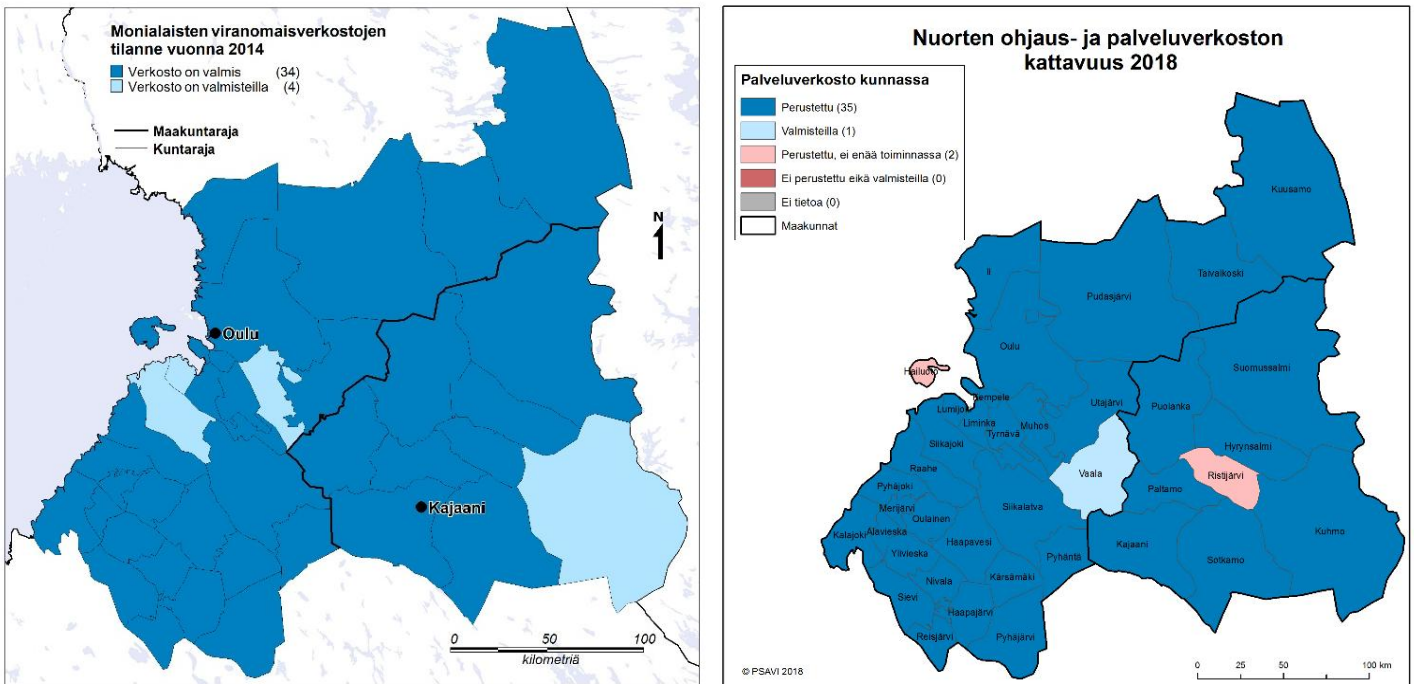 Monialaisten viranomaisverkostojen
tilanne vuonna 2014
Verkosto on valmis (34)
Verkosto on valmisteilla (4)
Maakuntaraja
Kuntaraja
N
Oulu
Kajaani
0 50 100
kilometriä
Nuorten ohjaus- ja palveluverkoston
kattavuus 2018
Palveluverkosto kunnassa
Perustettu (35)
Valmisteilla (1)
Perustettu, ei enää toiminnassa (2)
Ei perustettu eikä valmisteilla (0)
Ei tietoa (0)
Maakunnat
Kuusamo
Ii
Taivalkoski
Pudasjärvi
Oulu
Hailuoto
Suomussalmi
Kempele
Utajärvi
Puolanka
Lumijoki
Liminka
Muhos
Tyrnävä
Siikajoki
Hyrynsalmi
Raahe
Vaala
Ristijärvi
Pyhäjoki
Paltamo
Merijärvi
Siikalatva
Oulainen
Kalajoki
Alavieska
Kuhmo
Haapavesi
Kajaani
Ylivieska
Pyhäntä
Sotkamo
Nivala
Kärsämäki
Sievi
Haapajärvi
Reisjärvi
Pyhäjärvi
© PSAVI 2018
0 25 50 100 km